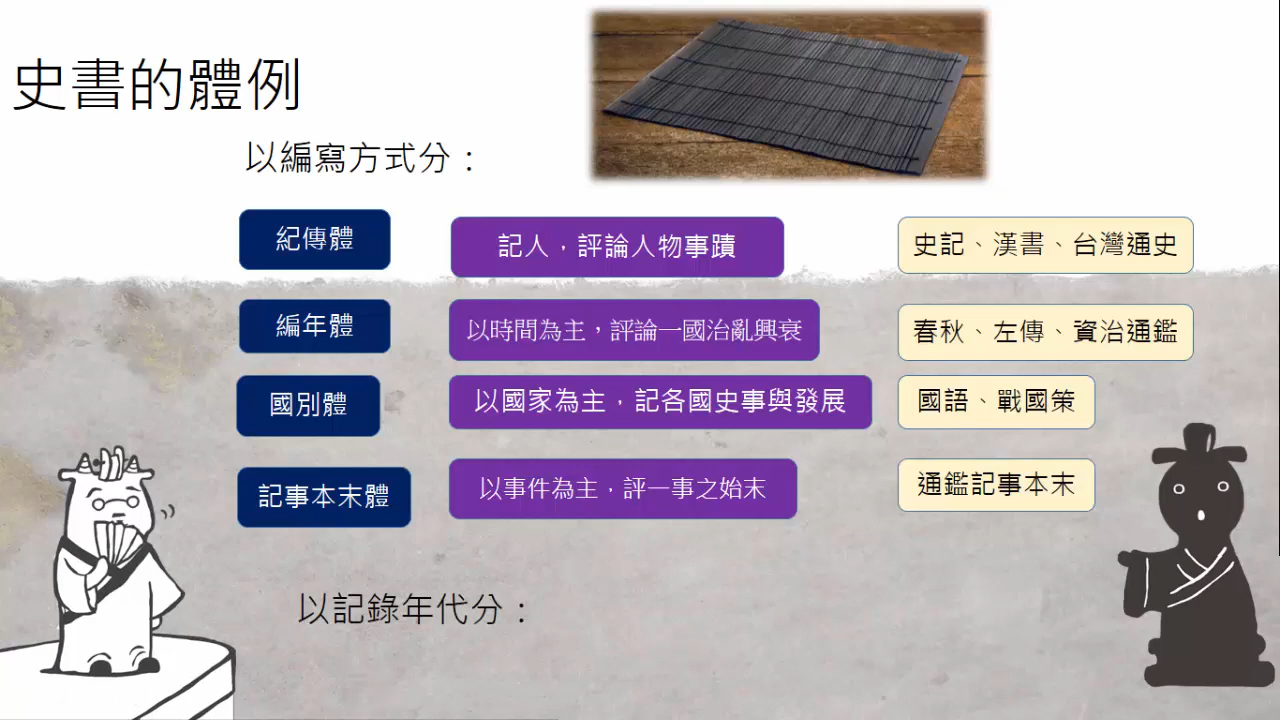 史書的體例
以編寫方式分：
紀傳體
記人，評論人物事蹟
史記、漢書、台灣通史
編年體
以時間為主，評論一國治亂興衰
春秋、左傳、資治通鑑
國別體
以國家為主，記各國史事與發展
國語、戰國策
記事本末體
以事件為主，評一事之始末
通鑑記事本末
以記錄年代分：